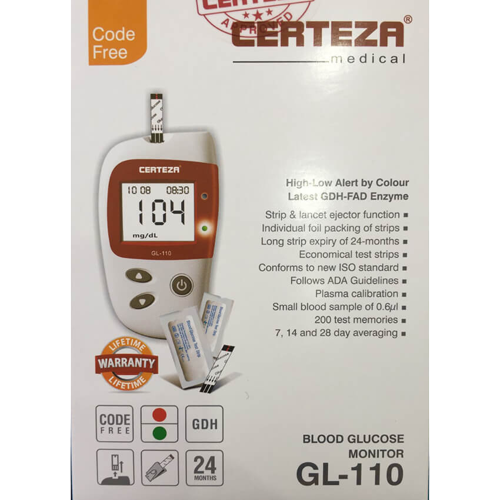 Code
Free
CERTEZA
APPROVED
CERTEZA®
medical
CERTEZA
10 08 08:30
104
mg/dL
GL-110
High-Low Alert by Colour
Latest GDH-FAD Enzyme
Strip & lancet ejector function
Individual foil packing of strips
Long strip expiry of 24-months
Economical test strips
Conforms to new ISO standard
Follows ADA Guidelines
Plasma calibration
Small blood sample of 0.6µl
200 test memories
7, 14 and 28 day averaging
LIFETIME
WARRANTY
LIFETIME
CODE
FREE
GDH
24
MONTHS
BLOOD GLUCOSE
MONITOR
GL-110